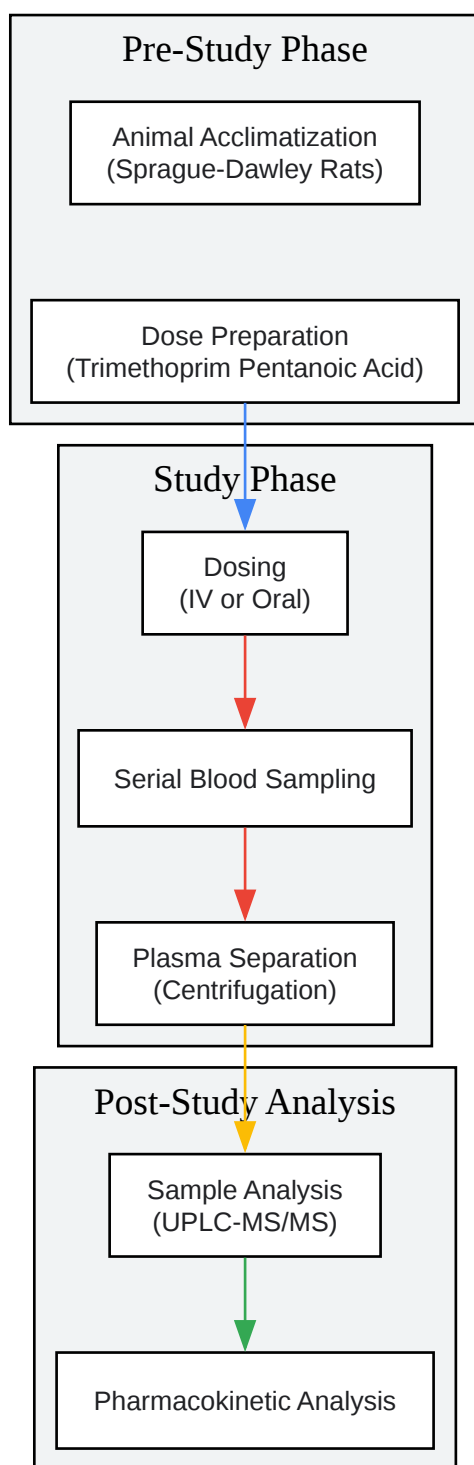 Pre-Study Phase
Animal Acclimatization
(Sprague-Dawley Rats)
Dose Preparation
(Trimethoprim Pentanoic Acid)
Study Phase
Dosing
(IV or Oral)
Serial Blood Sampling
Plasma Separation
(Centrifugation)
Post-Study Analysis
Sample Analysis
(UPLC-MS/MS)
Pharmacokinetic Analysis